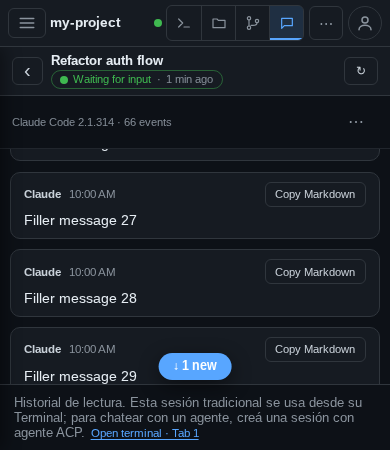 my-project
Refactor auth flow
Waiting for input · 1 min ago
Claude Code 2.1.314 · 66 events
Claude 10:00 AM Copy Markdown
Filler message 27
Claude 10:00 AM Copy Markdown
Filler message 28
Claude 10:00 AM Copy Markdown
Filler message 29
↓ 1 new
Historial de lectura. Esta sesión tradicional se usa desde su
Terminal; para chatear con un agente, creá una sesión con
agente ACP. Open terminal · Tab 1